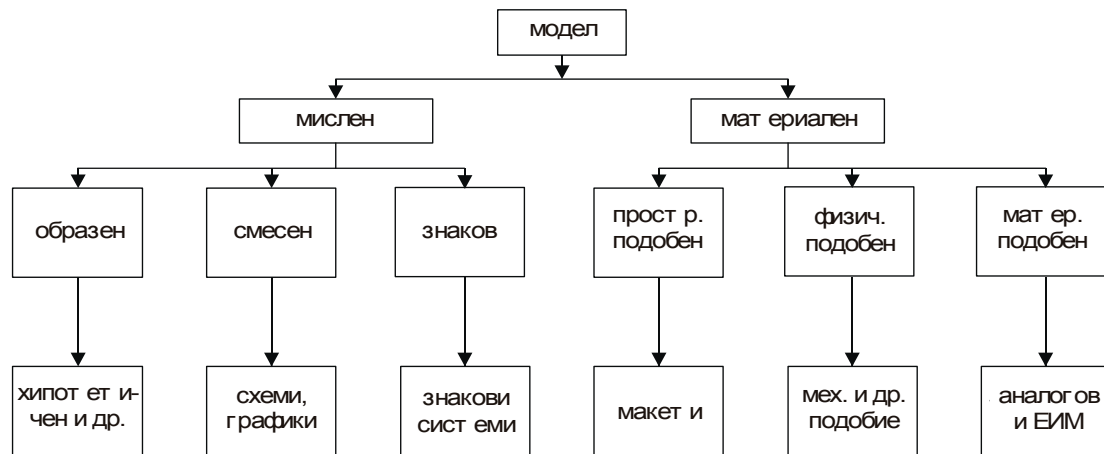 модел
мислен
материален
образен
смесен
знаков
простр.
подобен
физич.
подобен
матер.
подобен
хипотети-
чен и др.
схеми,
графики
знакови
системи
макети
мех. и др.
подобие
аналогов
и ЕИМ